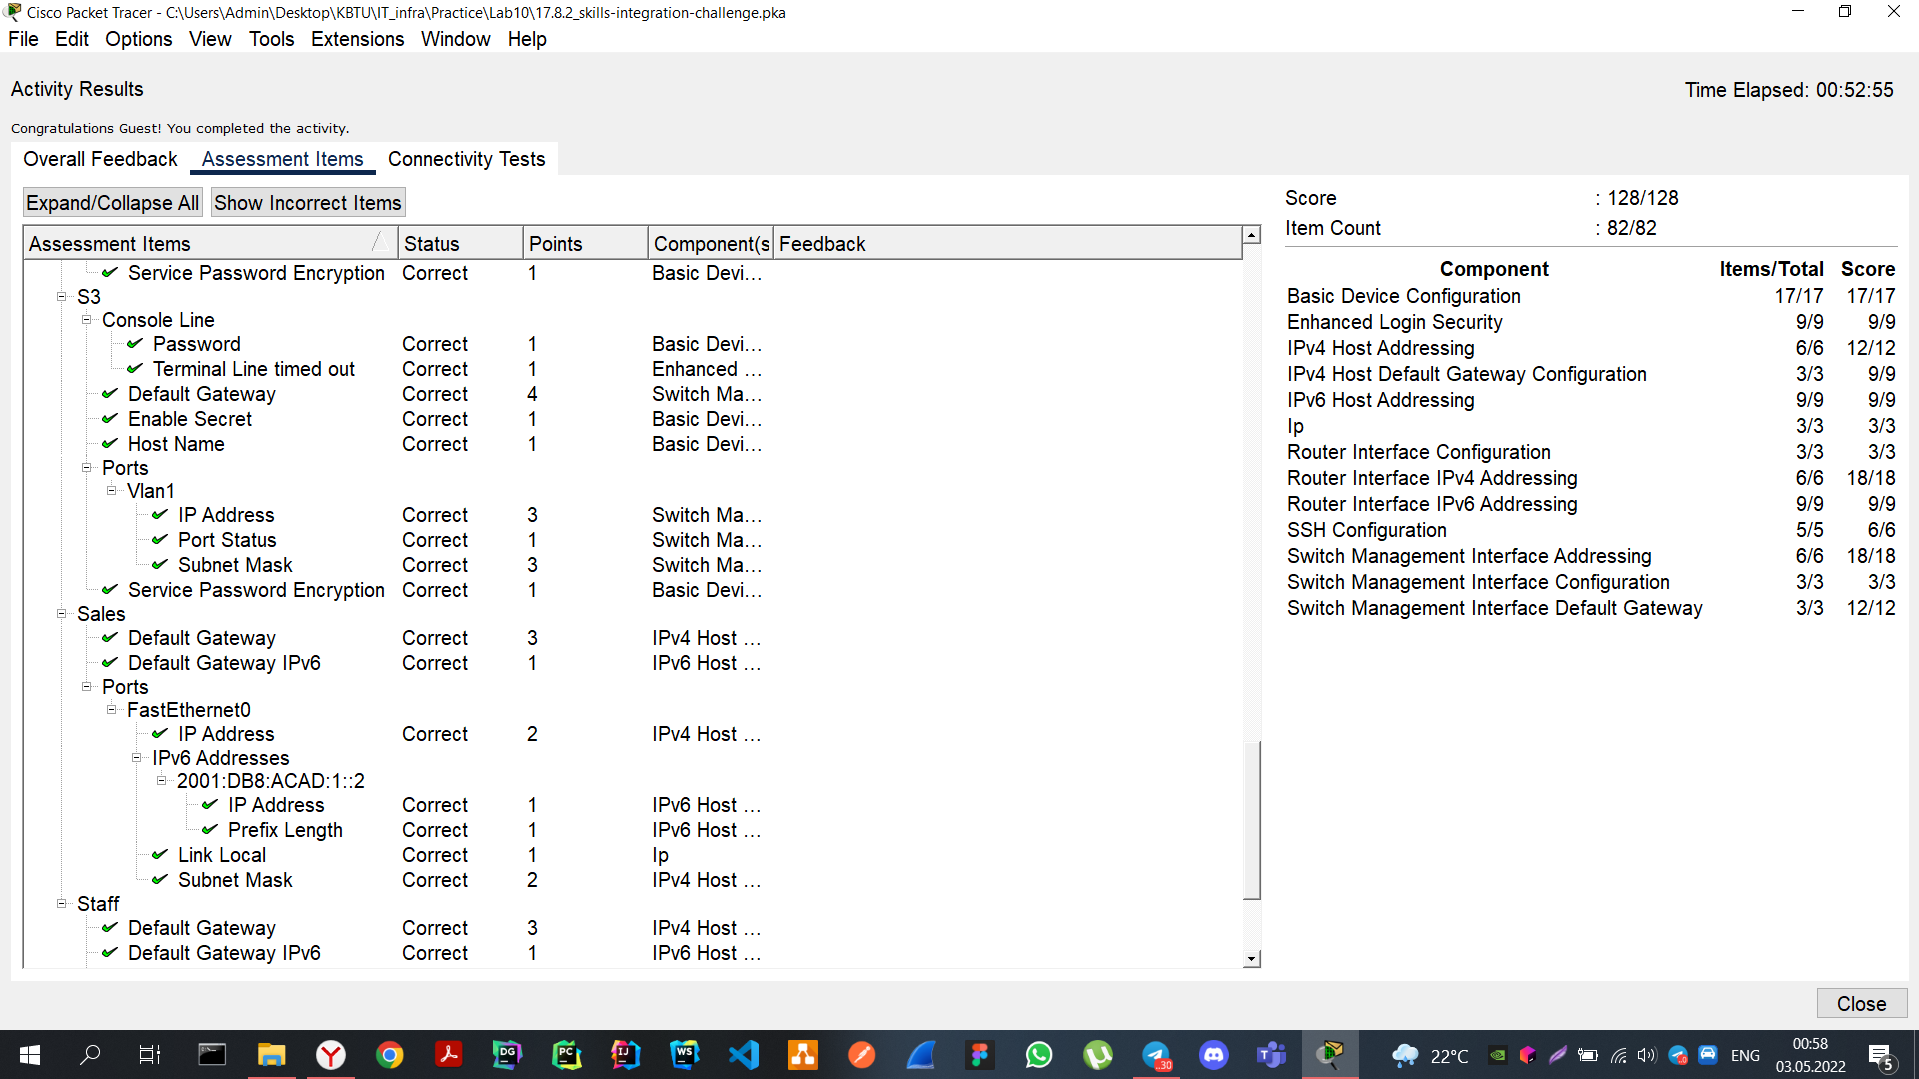 Cisco Packet Tracer - C:\Users\Admin\Desktop\KBTU\IT_infra\Practice\Lab10\17.8.2_skills-integration-challenge.pka
File Edit Options View Tools Extensions Window Help
Activity Results
Time Elapsed: 00:52:55
Congratulations Guest! You completed the activity.
Overall Feedback Assessment Items Connectivity Tests
Expand/Collapse All Show Incorrect Items
Assessment Items Status Points Component(s Feedback
Service Password Encryption Correct 1 Basic Devi...
S3
Console Line
Password Correct 1 Basic Devi...
Terminal Line timed out Correct 1 Enhanced ...
Default Gateway Correct 4 Switch Ma...
Enable Secret Correct 1 Basic Devi...
Host Name Correct 1 Basic Devi...
Ports
Vlan1
IP Address Correct 3 Switch Ma...
Port Status Correct 1 Switch Ma...
Subnet Mask Correct 3 Switch Ma...
Service Password Encryption Correct 1 Basic Devi...
Sales
Default Gateway Correct 3 IPv4 Host ...
Default Gateway IPv6 Correct 1 IPv6 Host ...
Ports
FastEthernet0
IP Address Correct 2 IPv4 Host ...
IPv6 Addresses
2001:DB8:ACAD:1::2
IP Address Correct 1 IPv6 Host ...
Prefix Length Correct 1 IPv6 Host ...
Link Local Correct 1 Ip
Subnet Mask Correct 2 IPv4 Host ...
Staff
Default Gateway Correct 3 IPv4 Host ...
Default Gateway IPv6 Correct 1 IPv6 Host ...
Score : 128/128
Item Count : 82/82
Component Items/Total Score
Basic Device Configuration 17/17 17/17
Enhanced Login Security 9/9 9/9
IPv4 Host Addressing 6/6 12/12
IPv4 Host Default Gateway Configuration 3/3 9/9
IPv6 Host Addressing 9/9 9/9
Ip 3/3 3/3
Router Interface Configuration 3/3 3/3
Router Interface IPv4 Addressing 6/6 18/18
Router Interface IPv6 Addressing 9/9 9/9
SSH Configuration 5/5 6/6
Switch Management Interface Addressing 6/6 18/18
Switch Management Interface Configuration 3/3 3/3
Switch Management Interface Default Gateway 3/3 12/12
Close
DG PC IJ WS ..30 22°C ENG
00:58
03.05.2022
5